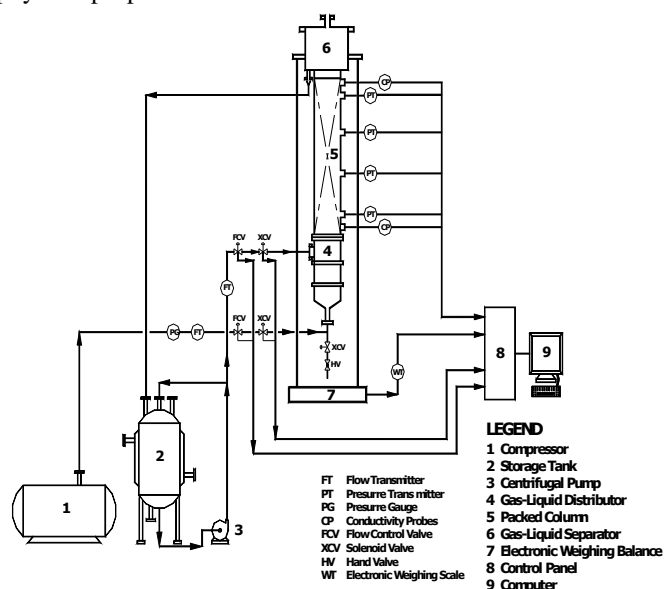 6
CP
PT
PT
5
PT
PT
CP
FCV XCV
4
FT
FCV XCV
PG FT
XCV
HV
8
9
WT
7
2
1
3
FT Flow Transmitter
PT Presurre Trans mitter
PG Presurre Gauge
CP Conductivity Probes
FCV Flow Control Valve
XCV Solenoid Valve
HV Hand Valve
WT Electronic Weighing Scale
LEGEND
1 Compressor
2 Storage Tank
3 Centrifugal Pump
4 Gas-Liquid Distributor
5 Packed Column
6 Gas-Liquid Separator
7 Electronic Weighing Balance
8 Control Panel
9 Computer